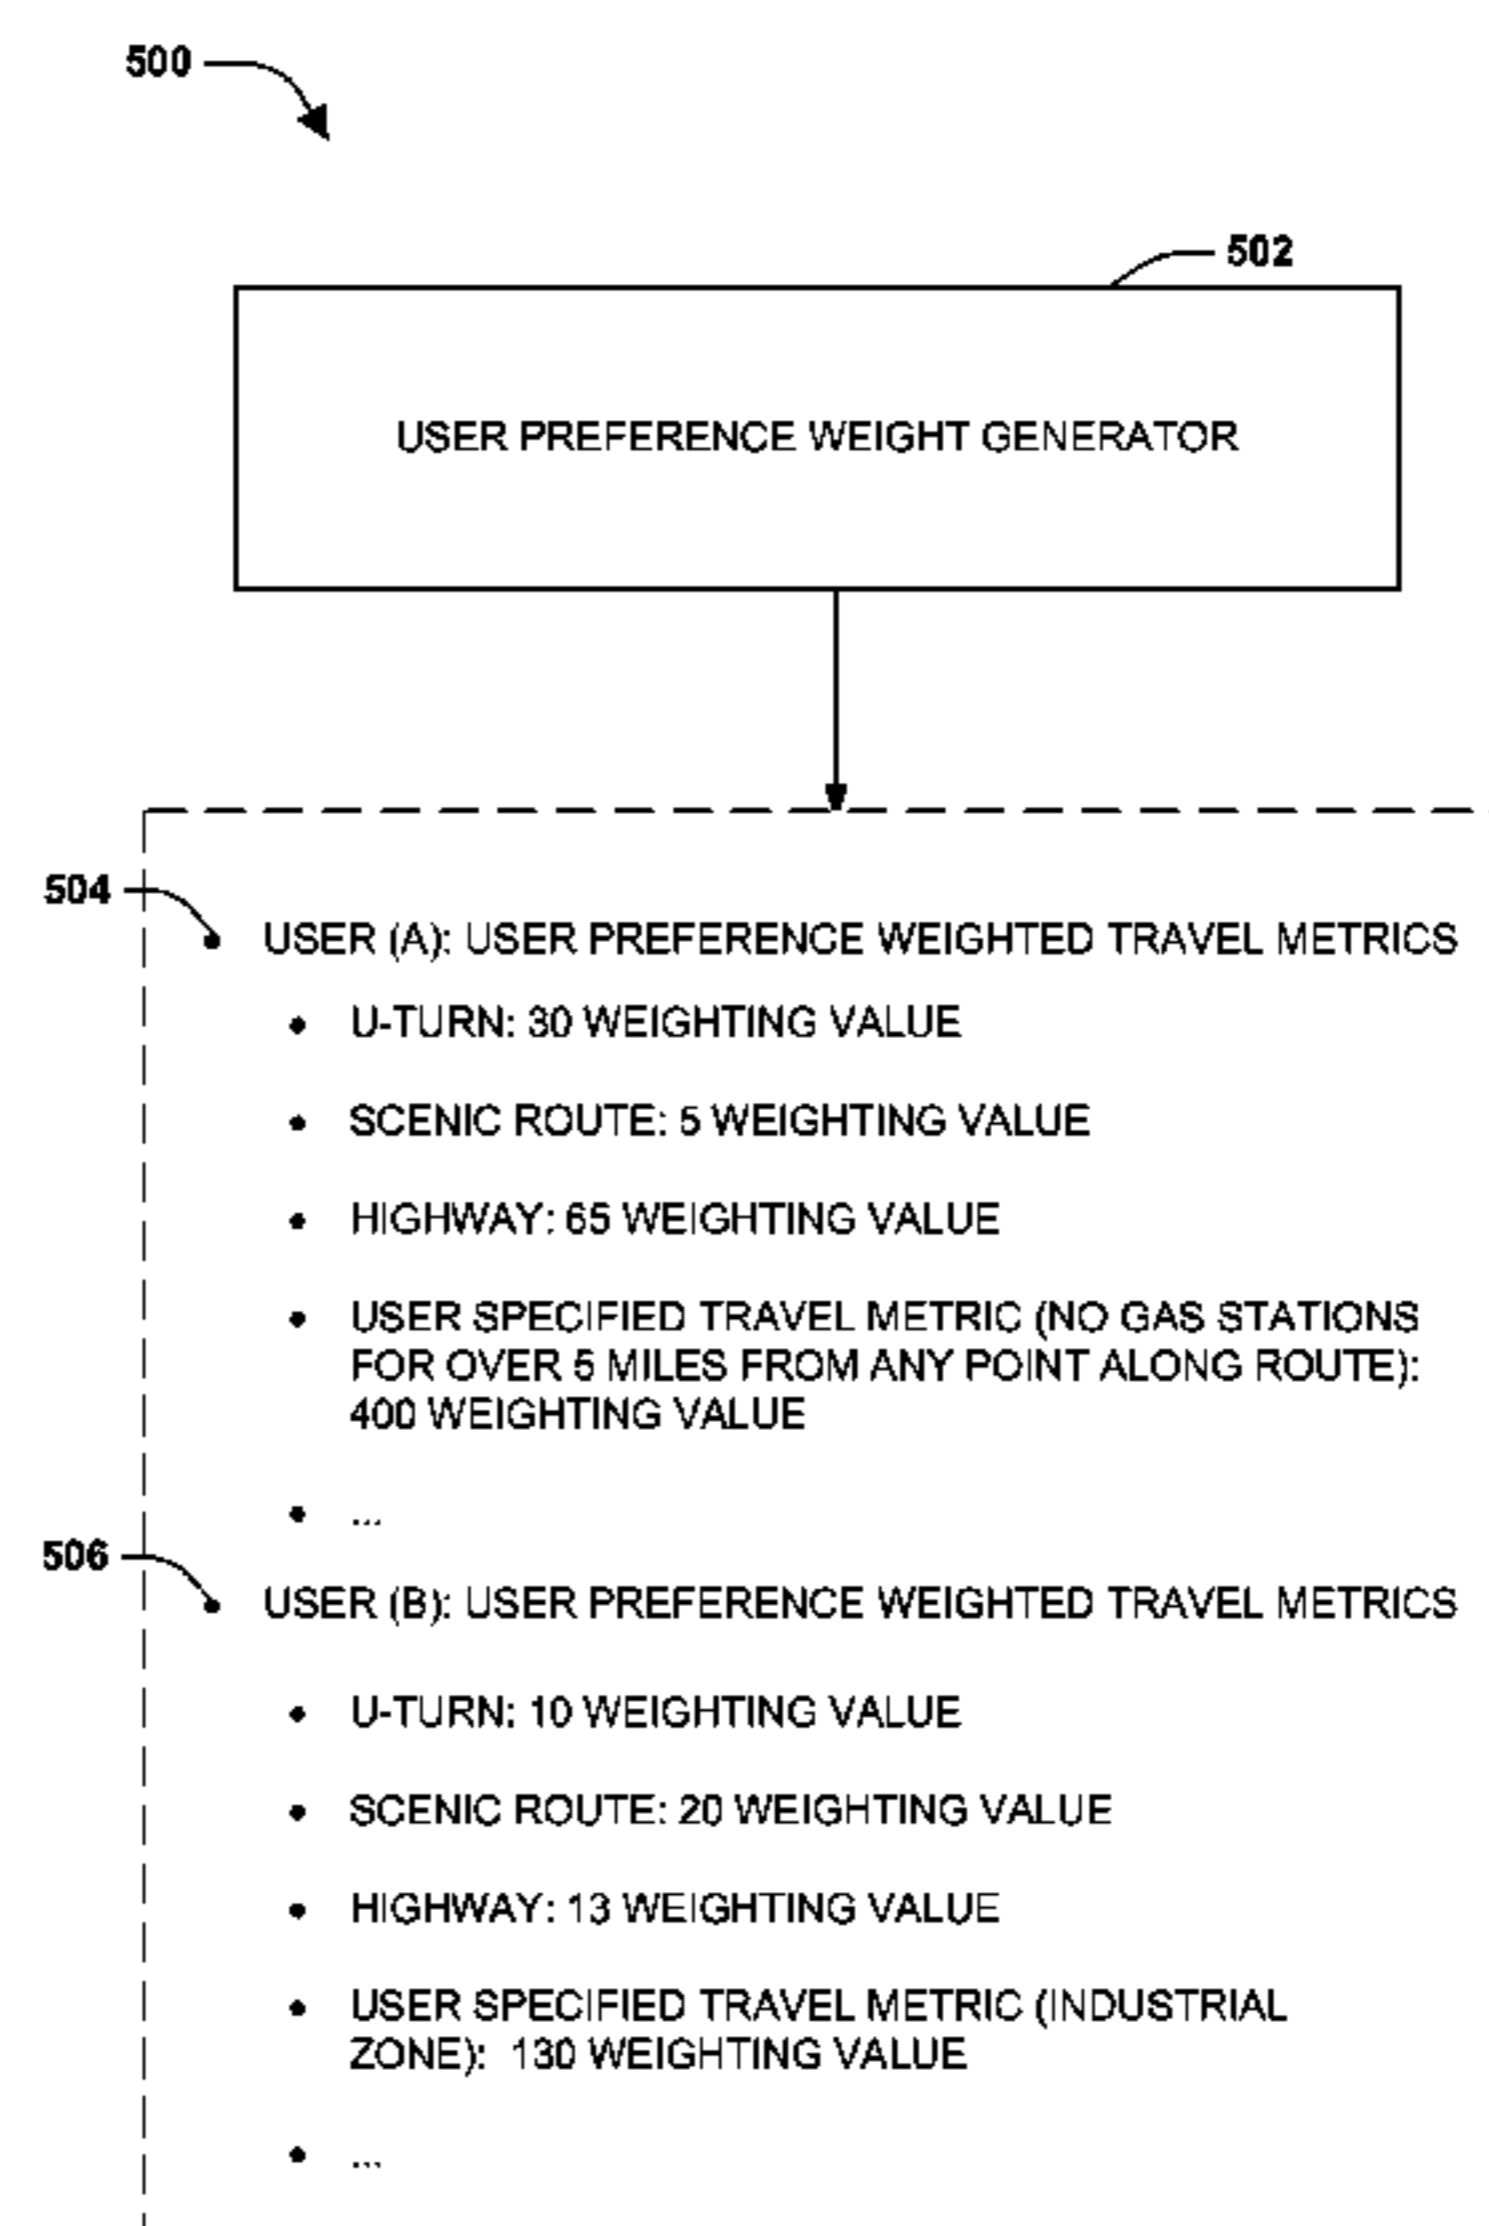 500
502
USER PREFERENCE WEIGHT GENERATOR
504
• USER (A): USER PREFERENCE WEIGHTED TRAVEL METRICS
• U-TURN: 30 WEIGHTING VALUE
• SCENIC ROUTE: 5 WEIGHTING VALUE
• HIGHWAY: 65 WEIGHTING VALUE
• USER SPECIFIED TRAVEL METRIC (NO GAS STATIONS
FOR OVER 5 MILES FROM ANY POINT ALONG ROUTE):
400 WEIGHTING VALUE
• ...
506
• USER (B): USER PREFERENCE WEIGHTED TRAVEL METRICS
• U-TURN: 10 WEIGHTING VALUE
• SCENIC ROUTE: 20 WEIGHTING VALUE
• HIGHWAY: 13 WEIGHTING VALUE
• USER SPECIFIED TRAVEL METRIC (INDUSTRIAL
ZONE): 130 WEIGHTING VALUE
• ...